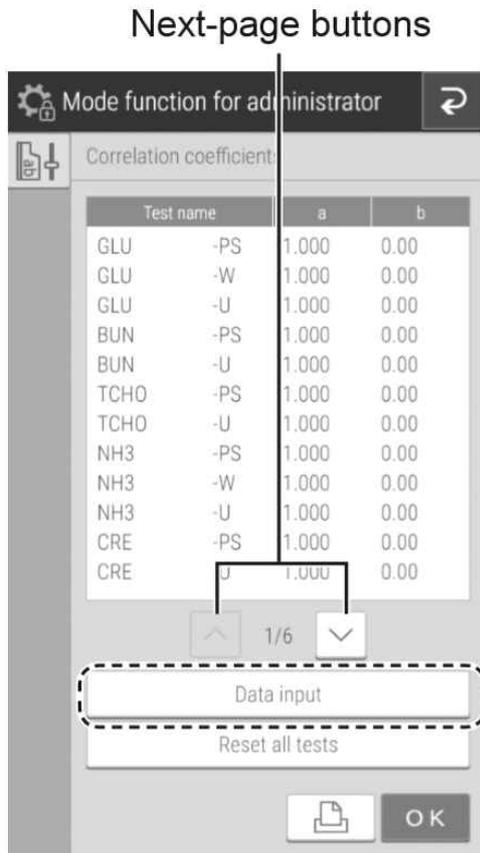 Next-page buttons
Mode function for administrator
Correlation coefficient
Test name a b
GLU -PS 1.000 0.00
GLU -W 1.000 0.00
GLU -U 1.000 0.00
BUN -PS 1.000 0.00
BUN -U 1.000 0.00
TCHO -PS 1.000 0.00
TCHO -U 1.000 0.00
NH3 -PS 1.000 0.00
NH3 -W 1.000 0.00
NH3 -U 1.000 0.00
CRE -PS 1.000 0.00
CRE -U 1.000 0.00
1/6
Data input
Reset all tests
OK